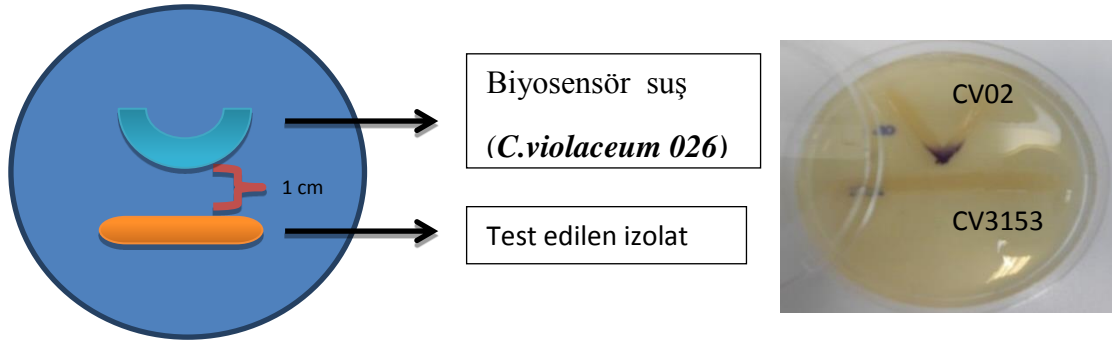 Biyosensör suş
(C.violaceum 026)
1 cm
Test edilen izolat
CV02
CV3153